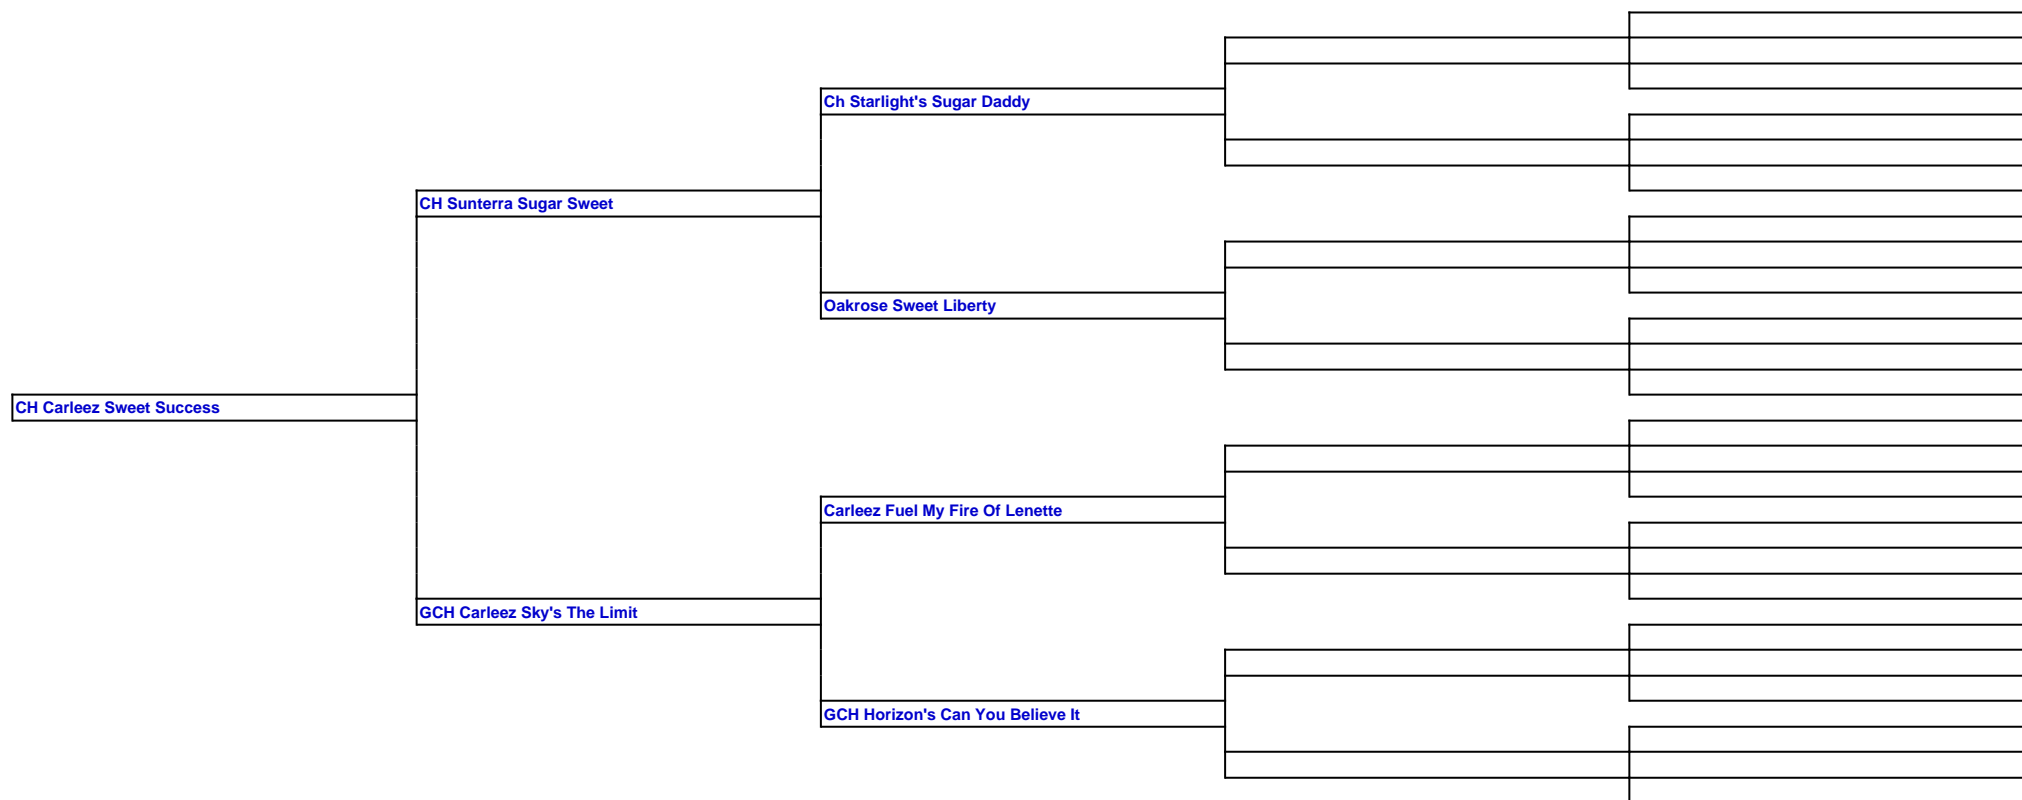 Ch Starlight's Sugar Daddy
CH Sunterra Sugar Sweet
Oakrose Sweet Liberty
CH Carleez Sweet Success
Carleez Fuel My Fire Of Lenette
GCH Carleez Sky's The Limit
GCH Horizon's Can You Believe It